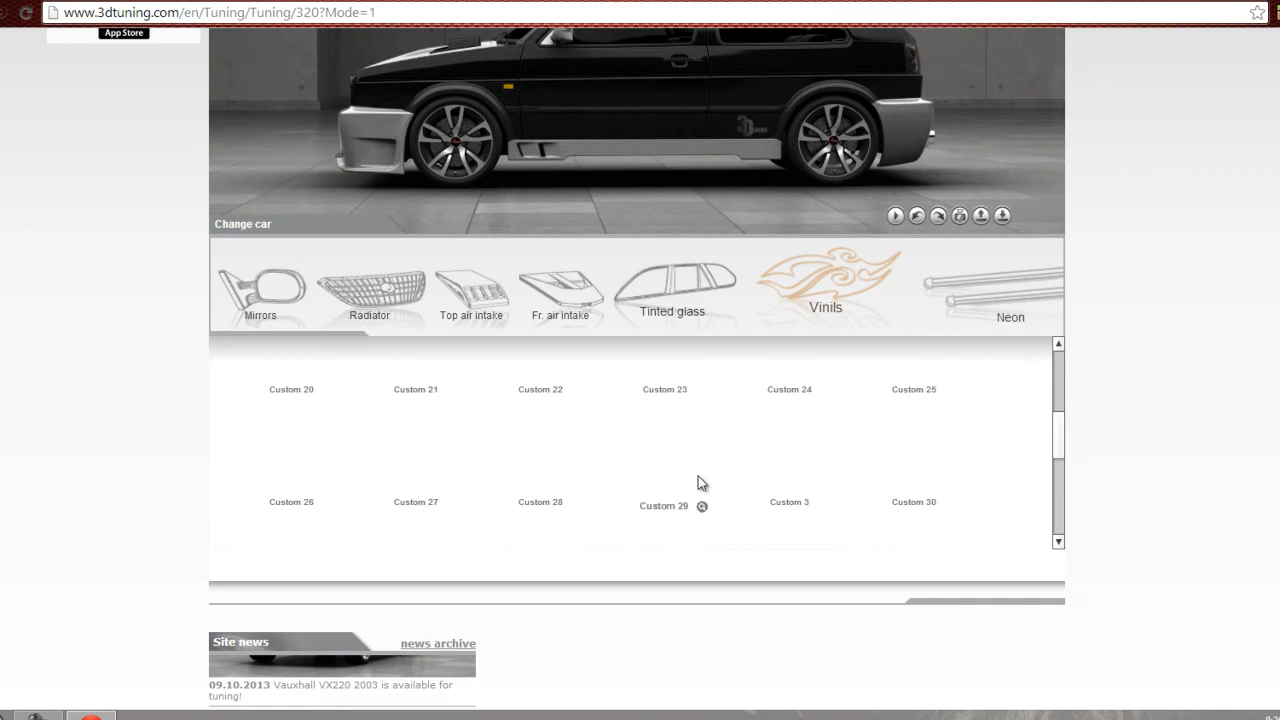 www.3dtuning.com/en/Tuning/Tuning/320?Mode=1
App Store
3D TUNING
Change car
Mirrors
Radiator
Top air intake
Fr. air intake
Tinted glass
Vinils
Neon
Custom 20
Custom 21
Custom 22
Custom 23
Custom 24
Custom 25
Custom 26
Custom 27
Custom 28
Custom 29
Custom 3
Custom 30
Site news
news archive
09.10.2013 Vauxhall VX220 2003 is available for
tuning!